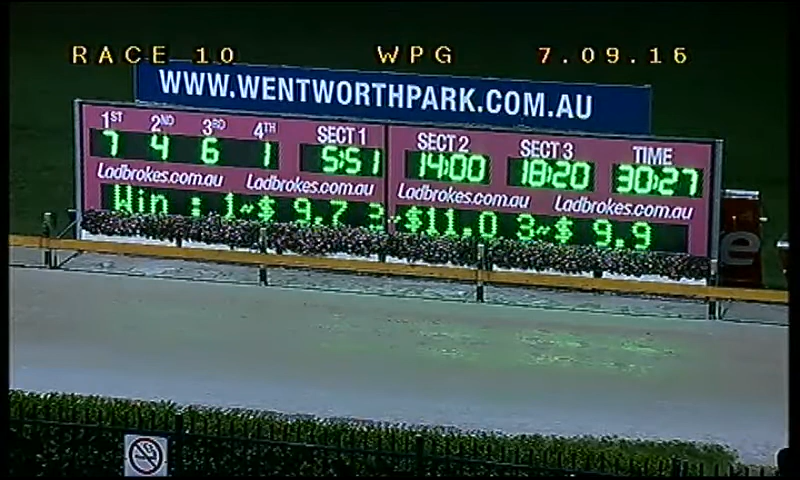 RACE 10 WPG 7.09.16
WWW.WENTWORTHPARK.COM.AU
1ST 2ND 3RD 4TH SECT 1 SECT 2 SECT 3 TIME
7 4 6 1 5:51 14:00 18:20 30:27
Ladbrokes.com.au Ladbrokes.com.au Ladbrokes.com.au Ladbrokes.com.au
Win : 1~$ 9.7 2~$11.0 3~$ 9.9
e